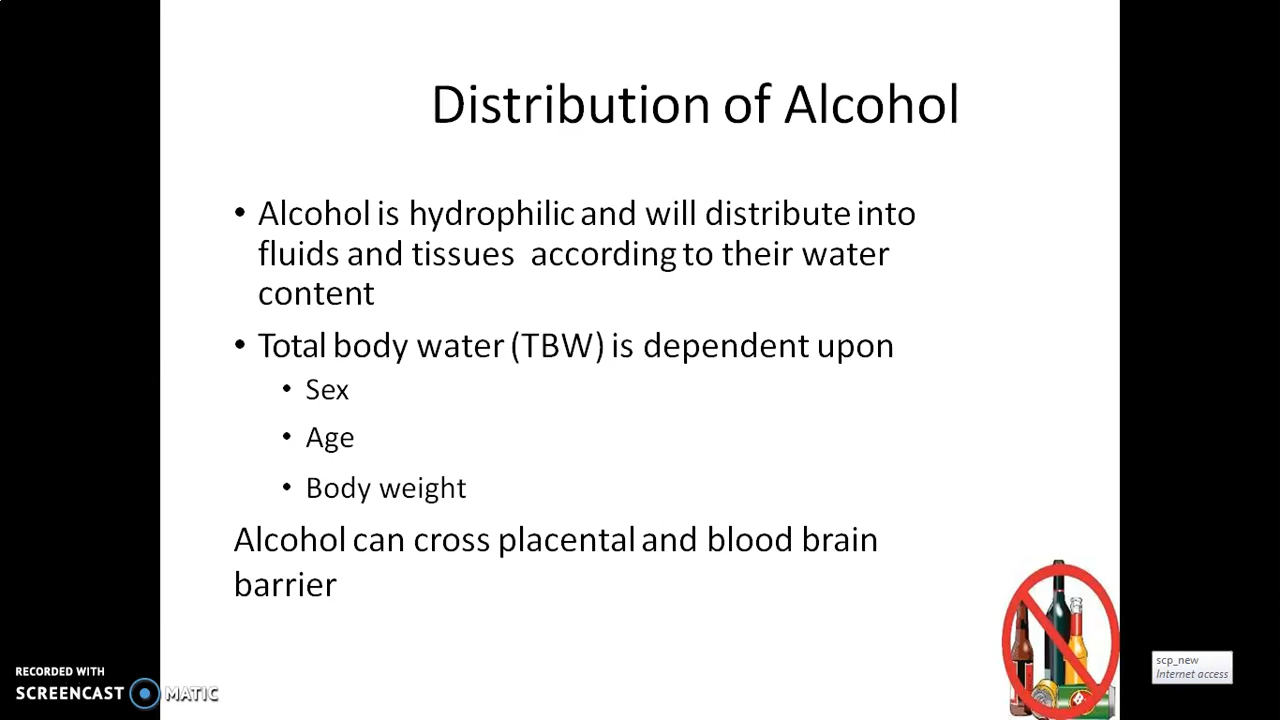 Distribution of Alcohol
• Alcohol is hydrophilic and will distribute into
fluids and tissues according to their water
content
• Total body water (TBW) is dependent upon
• Sex
• Age
• Body weight
Alcohol can cross placental and blood brain
barrier
RECORDED WITH
SCREENCAST MATIC
scp_new
Internet access